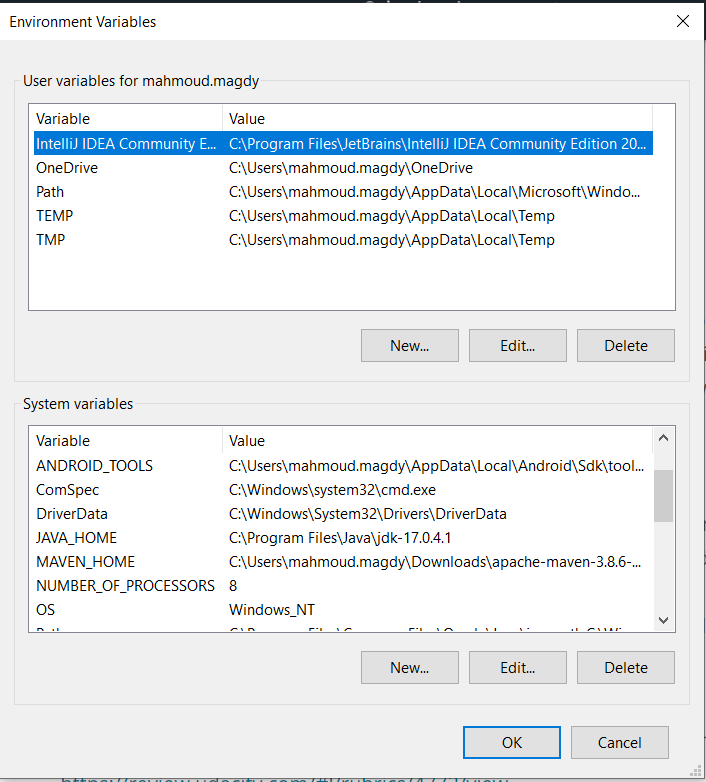 Environment Variables
User variables for mahmoud.magdy
Variable Value
IntelliJ IDEA Community E... C:\Program Files\JetBrains\IntelliJ IDEA Community Edition 20...
OneDrive C:\Users\mahmoud.magdy\OneDrive
Path C:\Users\mahmoud.magdy\AppData\Local\Microsoft\Windo...
TEMP C:\Users\mahmoud.magdy\AppData\Local\Temp
TMP C:\Users\mahmoud.magdy\AppData\Local\Temp
New... Edit... Delete
System variables
Variable Value
ANDROID_TOOLS C:\Users\mahmoud.magdy\AppData\Local\Android\Sdk\tool...
ComSpec C:\Windows\system32\cmd.exe
DriverData C:\Windows\System32\Drivers\DriverData
JAVA_HOME C:\Program Files\Java\jdk-17.0.4.1
MAVEN_HOME C:\Users\mahmoud.magdy\Downloads\apache-maven-3.8.6-...
NUMBER_OF_PROCESSORS 8
OS Windows_NT
New... Edit... Delete
OK Cancel